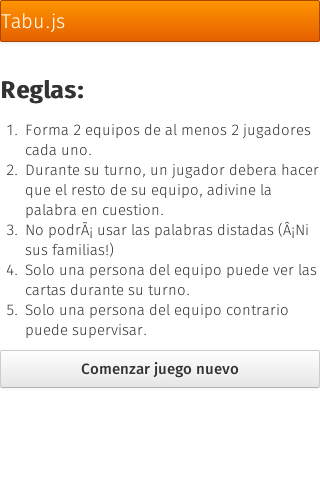 Tabu.js
Reglas:
1. Forma 2 equipos de al menos 2 jugadores
cada uno.
2. Durante su turno, un jugador debera hacer
que el resto de su equipo, adivine la
palabra en cuestion.
3. No podrÃ¡ usar las palabras distadas (Â¡Ni
sus familias!)
4. Solo una persona del equipo puede ver las
cartas durante su turno.
5. Solo una persona del equipo contrario
puede supervisar.
Comenzar juego nuevo